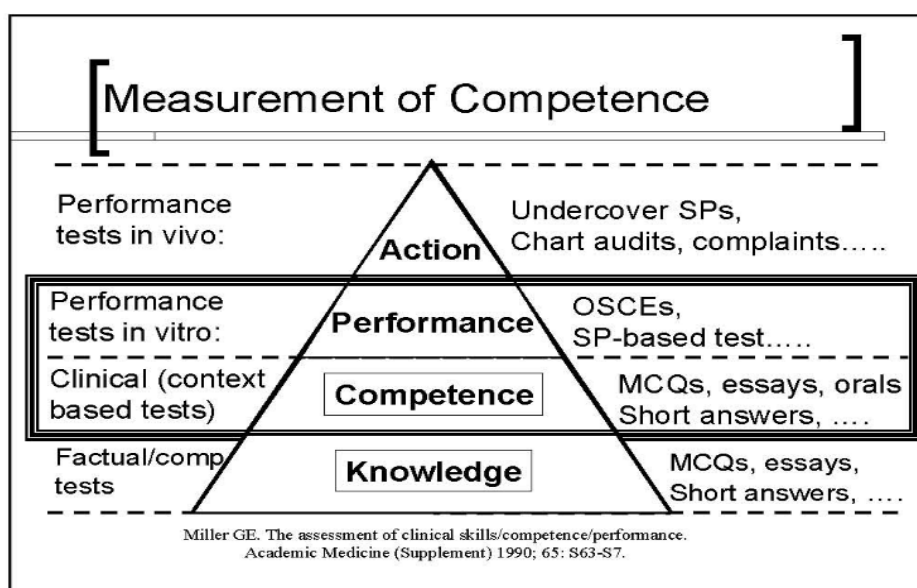 Measurement of Competence
Performance
tests in vivo:
Action
Undercover SPs,
Chart audits, complaints…..
Performance
tests in vitro:
Performance
OSCEs,
SP-based test…..
Clinical (context
based tests)
Competence
MCQs, essays, orals
Short answers, ….
Factual/comp
tests
Knowledge
MCQs, essays,
Short answers, ….
Miller GE. The assessment of clinical skills/competence/performance.
Academic Medicine (Supplement) 1990; 65: S63-S7.